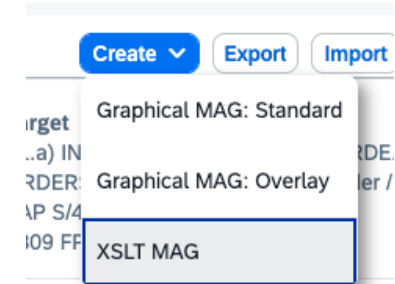 Create
Export
Import
Graphical MAG: Standard
Graphical MAG: Overlay
XSLT MAG